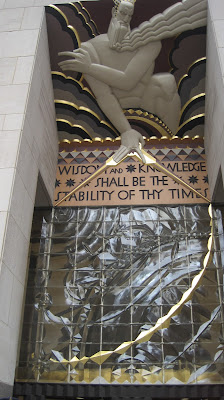 WISDOM AND KNOWLEDGE
SHALL BE THE
STABILITY OF THY TIMES